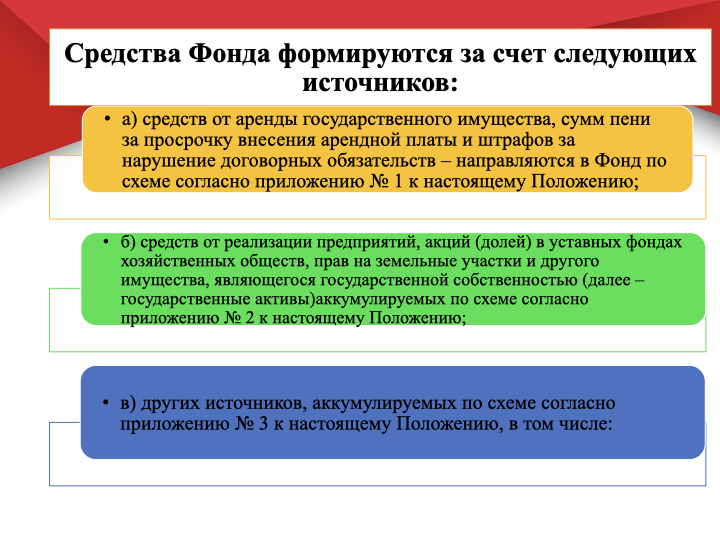 Средства Фонда формируются за счет следующих
источников:
• а) средств от аренды государственного имущества, сумм пени
за просрочку внесения арендной платы и штрафов за
нарушение договорных обязательств – направляются в Фонд по
схеме согласно приложению № 1 к настоящему Положению;
• б) средств от реализации предприятий, акций (долей) в уставных фондах
хозяйственных обществ, прав на земельные участки и другого
имущества, являющегося государственной собственностью (далее –
государственные активы)аккумулируемых по схеме согласно
приложению № 2 к настоящему Положению;
• в) других источников, аккумулируемых по схеме согласно
приложению № 3 к настоящему Положению, в том числе: